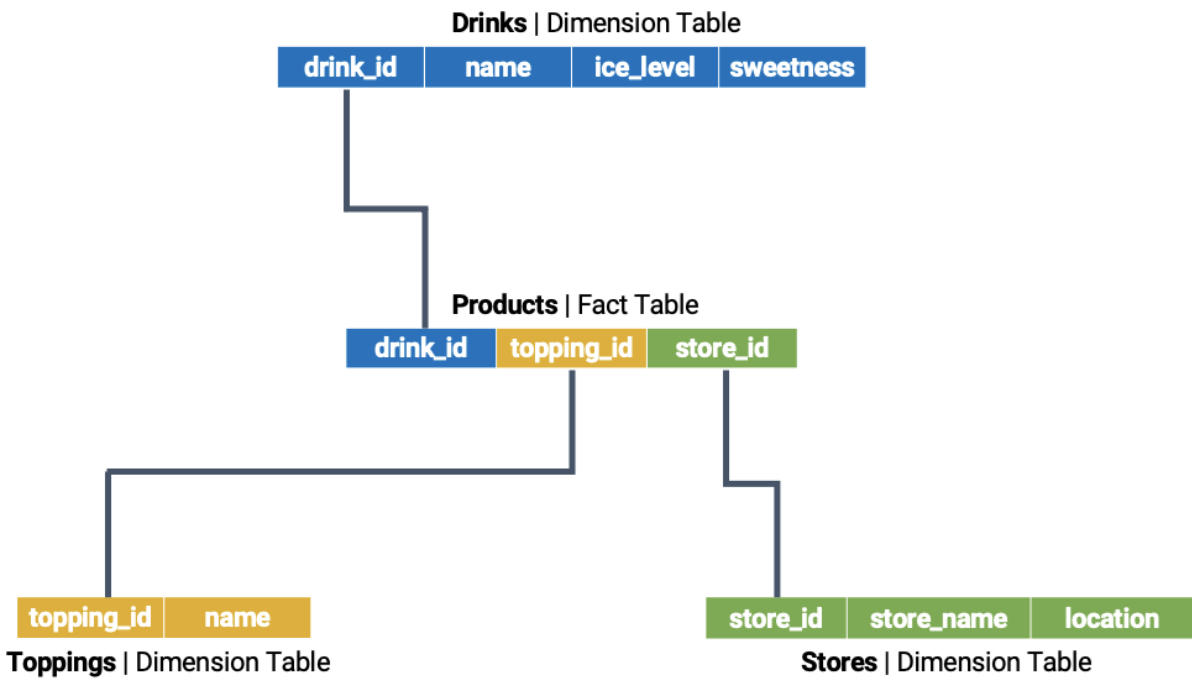 Drinks | Dimension Table
drink_id name ice_level sweetness
Products | Fact Table
drink_id topping_id store_id
topping_id name
Toppings | Dimension Table
store_id store_name location
Stores | Dimension Table